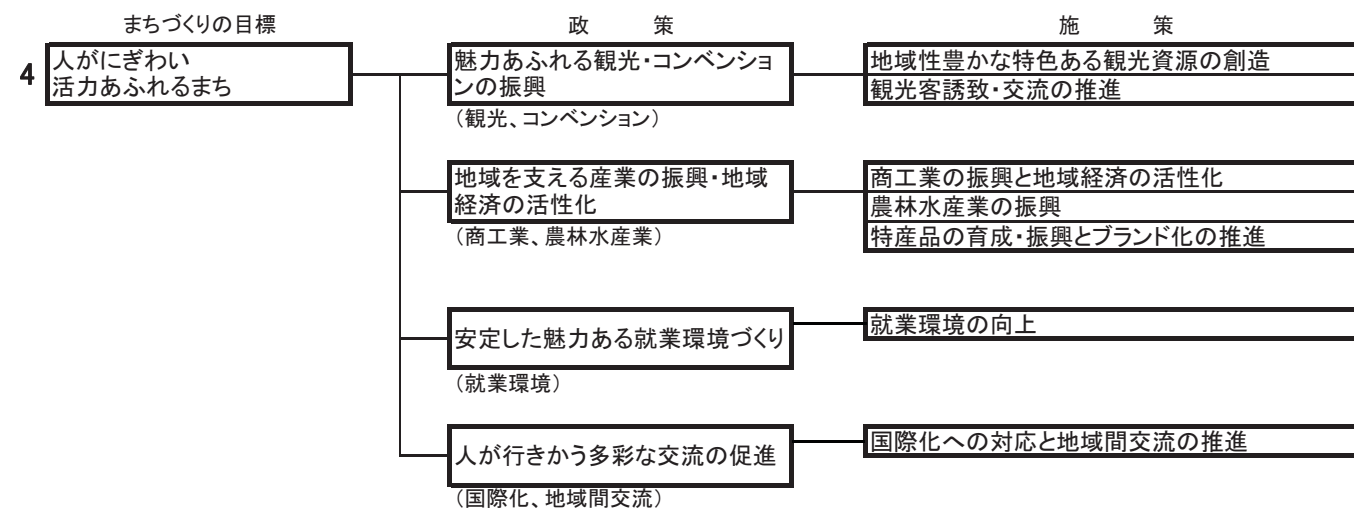 まちづくりの目標
政　　策
施　　策
4
人がにぎわい
活力あふれるまち
魅力あふれる観光・コンベンショ
ンの振興
（観光、コンベンション）
地域性豊かな特色ある観光資源の創造
観光客誘致・交流の推進
地域を支える産業の振興・地域
経済の活性化
（商工業、農林水産業）
商工業の振興と地域経済の活性化
農林水産業の振興
特産品の育成・振興とブランド化の推進
安定した魅力ある就業環境づくり
（就業環境）
就業環境の向上
人が行きかう多彩な交流の促進
（国際化、地域間交流）
国際化への対応と地域間交流の推進